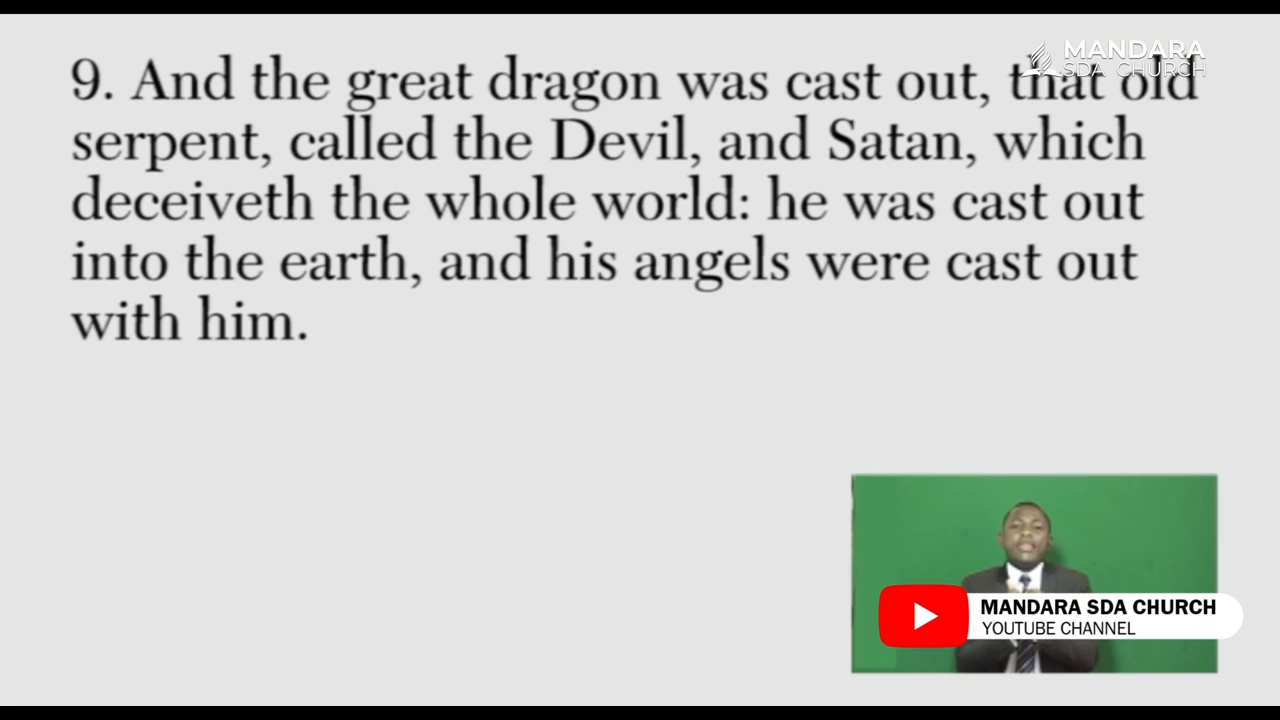 MANDARA
SDA CHURCH
9. And the great dragon was cast out, that old
serpent, called the Devil, and Satan, which
deceiveth the whole world: he was cast out
into the earth, and his angels were cast out
with him.
MANDARA SDA CHURCH
YOUTUBE CHANNEL